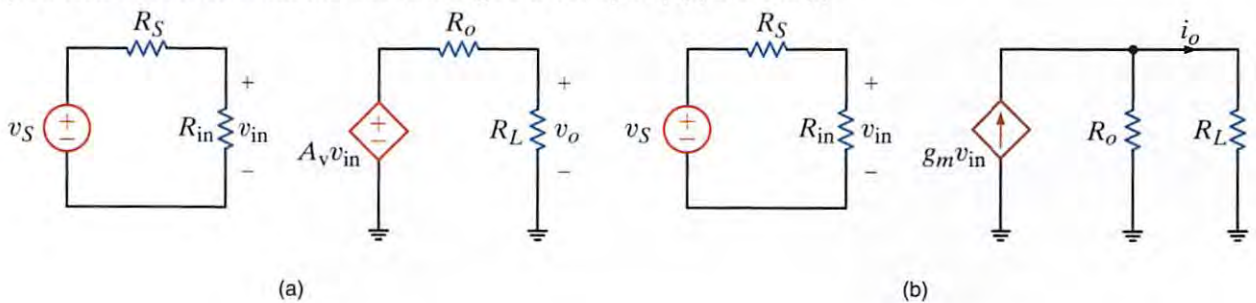 R_S
R_o
v_S
+
−
R_in
+
v_in
−
+
−
A_v v_in
R_L
+
v_o
−
(a)
R_S
i_o
v_S
+
−
R_in
+
v_in
−
g_m v_in
R_o
R_L
(b)